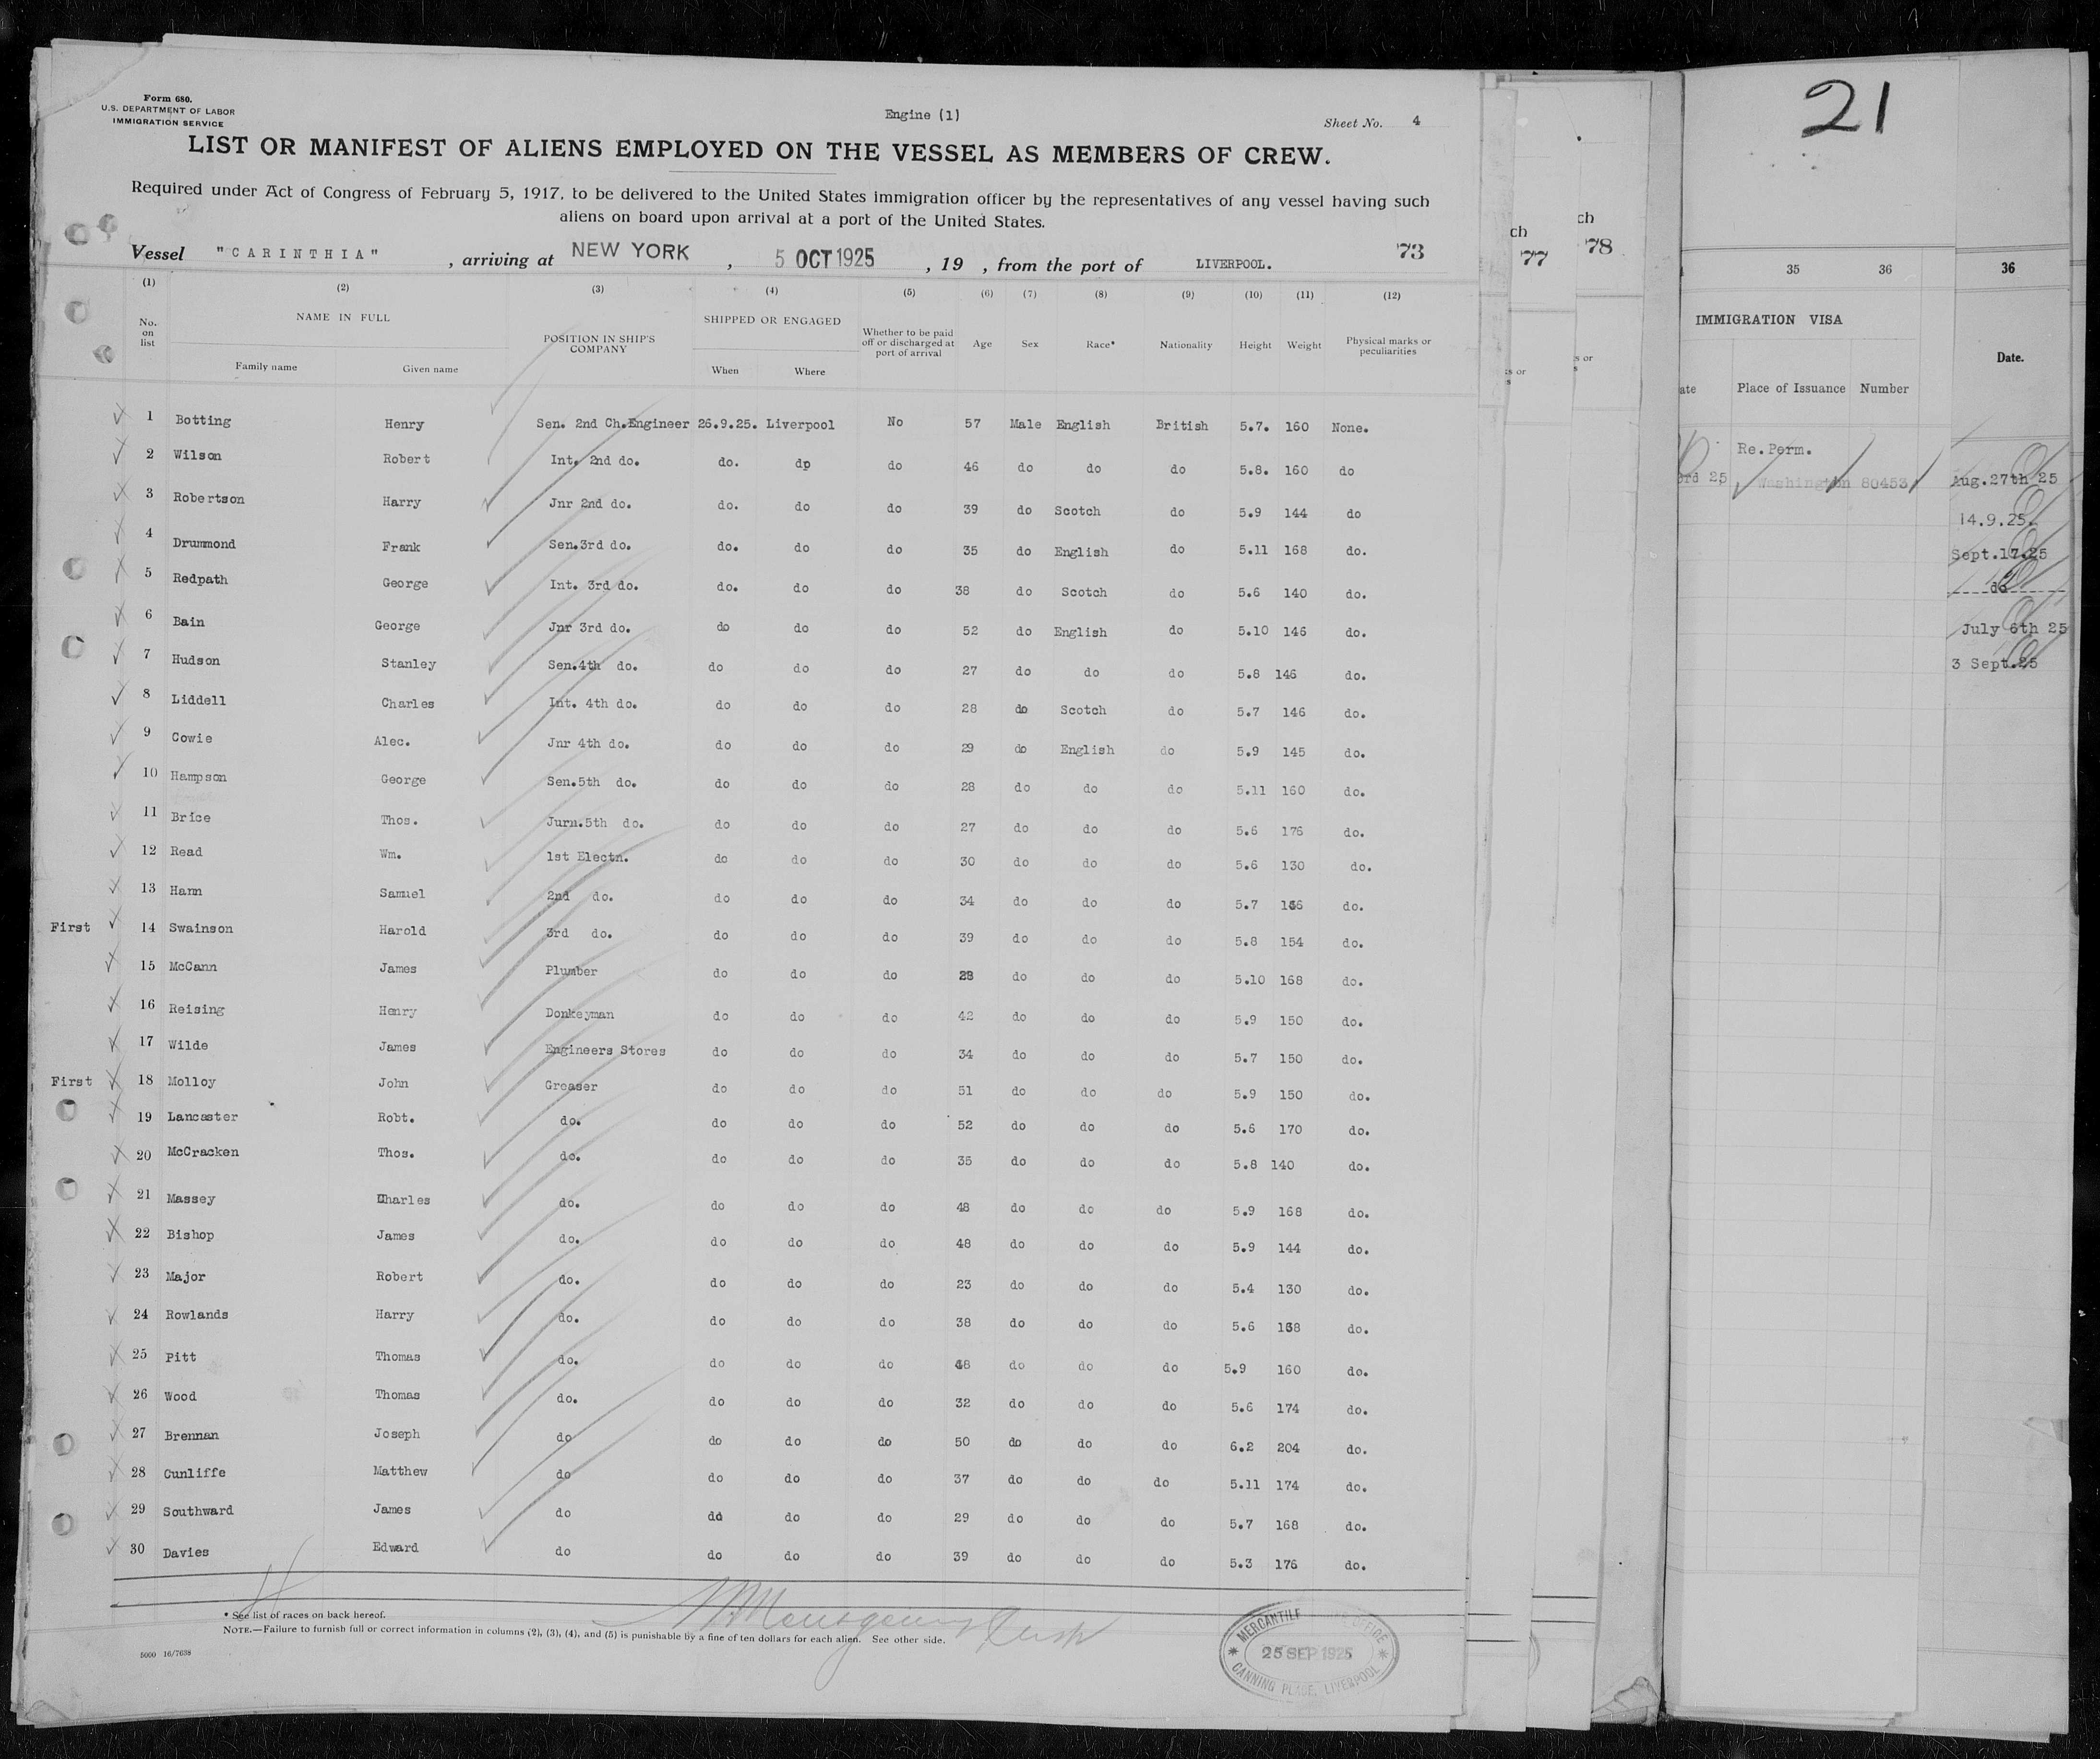 Form 680.
U.S. DEPARTMENT OF LABOR
IMMIGRATION SERVICE
Engine (1)
Sheet No. 4
LIST OR MANIFEST OF ALIENS EMPLOYED ON THE VESSEL AS MEMBERS OF CREW.
Required under Act of Congress of February 5, 1917, to be delivered to the United States immigration officer by the representatives of any vessel having such
aliens on board upon arrival at a port of the United States.
Vessel "CARINTHIA" , arriving at NEW YORK , 5 OCT 1925 , 19 , from the port of LIVERPOOL. 73
(1) (2) (3) (4) (5) (6) (7) (8) (9) (10) (11) (12)
No. on list NAME IN FULL Family name Given name POSITION IN SHIP'S COMPANY SHIPPED OR ENGAGED When Where Whether to be paid off or discharged at port of arrival Age Sex Race* Nationality Height Weight Physical marks or peculiarities
1 Botting Henry Sen. 2nd Ch.Engineer 26.9.25. Liverpool No 57 Male English British 5.7. 160 None.
2 Wilson Robert Int. 2nd do. do. do do 46 do do do 5.8. 160 do
3 Robertson Harry Jnr 2nd do. do. do do 39 do Scotch do 5.9 144 do
4 Drummond Frank Sen.3rd do. do. do do 35 do English do 5.11 168 do.
5 Redpath George Int. 3rd do. do. do do 38 do Scotch do 5.6 140 do.
6 Bain George Jnr 3rd do. do do do 52 do English do 5.10 146 do.
7 Hudson Stanley Sen.4th do. do do do 27 do do do 5.8 146 do.
8 Liddell Charles Int. 4th do. do do do 28 do Scotch do 5.7 146 do.
9 Cowie Alec. Jnr 4th do. do do do 29 do English do 5.9 145 do.
10 Hampson George Sen.5th do. do do do 28 do do do 5.11 160 do.
11 Brice Thos. Jurn.5th do. do do do 27 do do do 5.6 176 do.
12 Read Wm. 1st Electn. do do do 30 do do do 5.6 130 do.
13 Hann Samuel 2nd do. do do do 34 do do do 5.7 do.
First 14 Swainson Harold 3rd do. do do do 39 do do do 5.8 154 do.
15 McCann James Plumber do do do 28 do do do 5.10 168 do.
16 Reising Henry Donkeyman do do do 42 do do do 5.9 150 do.
17 Wilde James Engineers Stores do do do 34 do do do 5.7 150 do.
First 18 Molloy John Greaser do do do 51 do do do 5.9 150 do.
19 Lancaster Robt. do. do do do 52 do do do 5.6 170 do.
20 McCracken Thos. do. do do do 35 do do do 5.8 140 do.
21 Massey Charles do. do do do 48 do do do 5.9 168 do.
22 Bishop James do. do do do 48 do do do 5.9 144 do.
23 Major Robert do. do do do 23 do do do 5.4 130 do.
24 Rowlands Harry do. do do do 38 do do do 5.6 do.
25 Pitt Thomas do. do do do 48 do do do 5.9 160 do.
26 Wood Thomas do. do do do 32 do do do 5.6 174 do.
27 Brennan Joseph do do do do 50 do do do 6.2 204 do.
28 Cunliffe Matthew do do do do 37 do do do 5.11 174 do.
29 Southward James do dd do do 29 do do do 5.7 168 do.
30 Davies Edward do do do do 39 do do do 5.3 176 do.
* See list of races on back hereof.
NOTE.—Failure to furnish full or correct information in columns (2), (3), (4), and (5) is punishable by a fine of ten dollars for each alien. See other side.
5000 16/7638
MERCANTILE OFFICE
25 SEP 1925
CANNING PLACE, LIVERPOOL
ch
77
s or
s
ch
78
s or
s
21
35 36
IMMIGRATION VISA
ate Place of Issuance Number
Re.Perm.
3rd 25 Washington 80453
36
Date.
Aug.27th 25
14.9.25.
Sept.17.25
do
July 6th 25
3 Sept.25